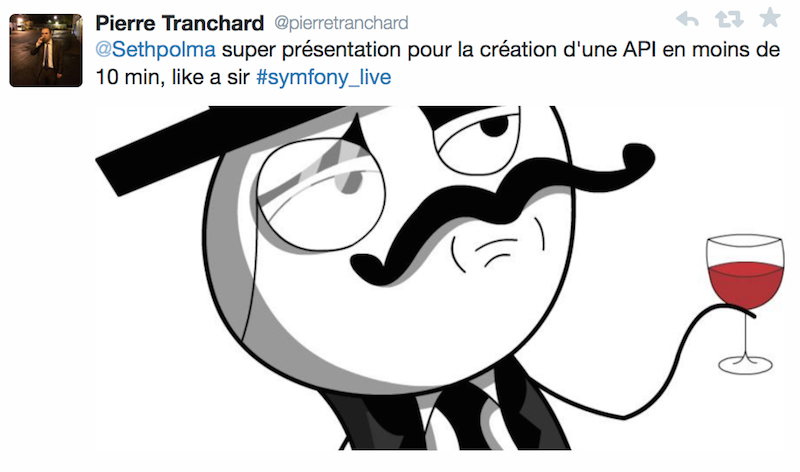 Pierre Tranchard @pierretranchard
@Sethpolma super présentation pour la création d'une API en moins de
10 min, like a sir #symfony_live